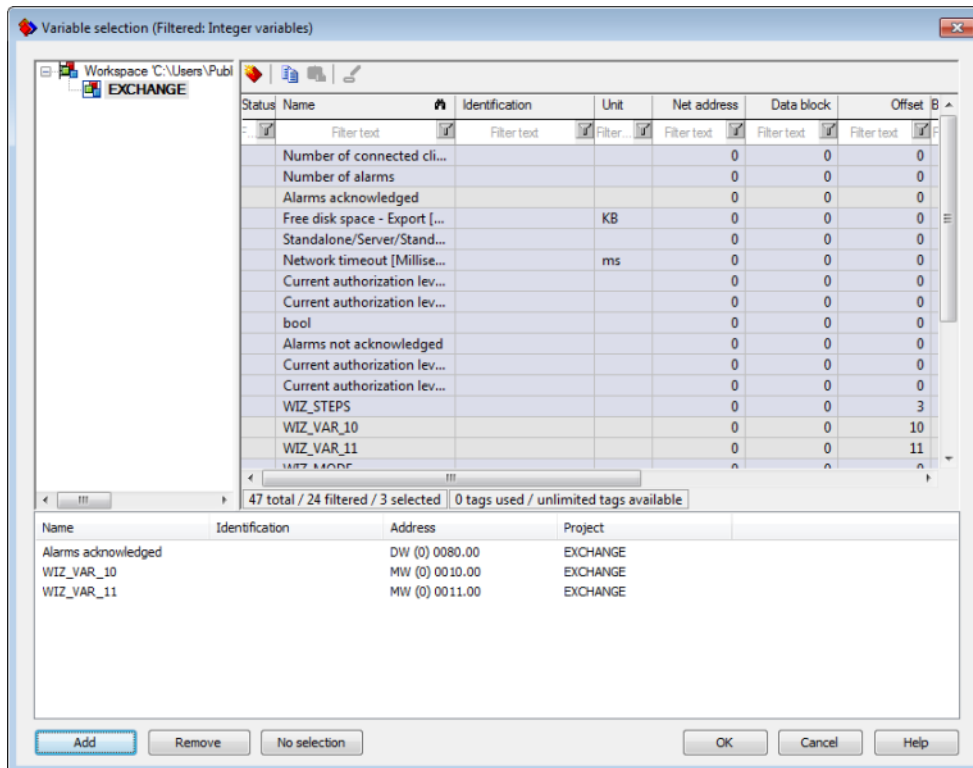 Variable selection (Filtered: Integer variables)
Workspace 'C:\Users\Publ
EXCHANGE
Status Name Identification Unit Net address Data block Offset B
F... Filter text Filter text Filter... Filter text Filter text Filter text F
Number of connected cli... 0 0 0
Number of alarms 0 0 0
Alarms acknowledged 0 0 0
Free disk space - Export [... KB 0 0 0
Standalone/Server/Stand... 0 0 0
Network timeout [Millise... ms 0 0 0
Current authorization lev... 0 0 0
Current authorization lev... 0 0 0
bool 0 0 0
Alarms not acknowledged 0 0 0
Current authorization lev... 0 0 0
Current authorization lev... 0 0 0
WIZ_STEPS 0 0 3
WIZ_VAR_10 0 0 10
WIZ_VAR_11 0 0 11
WIZ_MODE 0 0 0
47 total / 24 filtered / 3 selected 0 tags used / unlimited tags available
Name Identification Address Project
Alarms acknowledged DW (0) 0080.00 EXCHANGE
WIZ_VAR_10 MW (0) 0010.00 EXCHANGE
WIZ_VAR_11 MW (0) 0011.00 EXCHANGE
Add Remove No selection OK Cancel Help